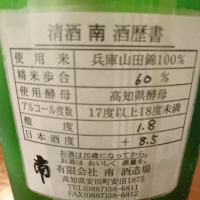 清酒 南 酒歴書
使用米 兵庫山田錦100%
精米歩合 60%
使用酵母 高知県酵母
アルコール度数 17度以上18度未満
酸度 1.8
日本酒度 + 8.5
お酒は20歳になってから。
お酒は おいしく 適量を。
南 有限会社 南 酒造場
高知県安田町安田1875
TEL(0887)38-6811
FAX(0887)38-6812